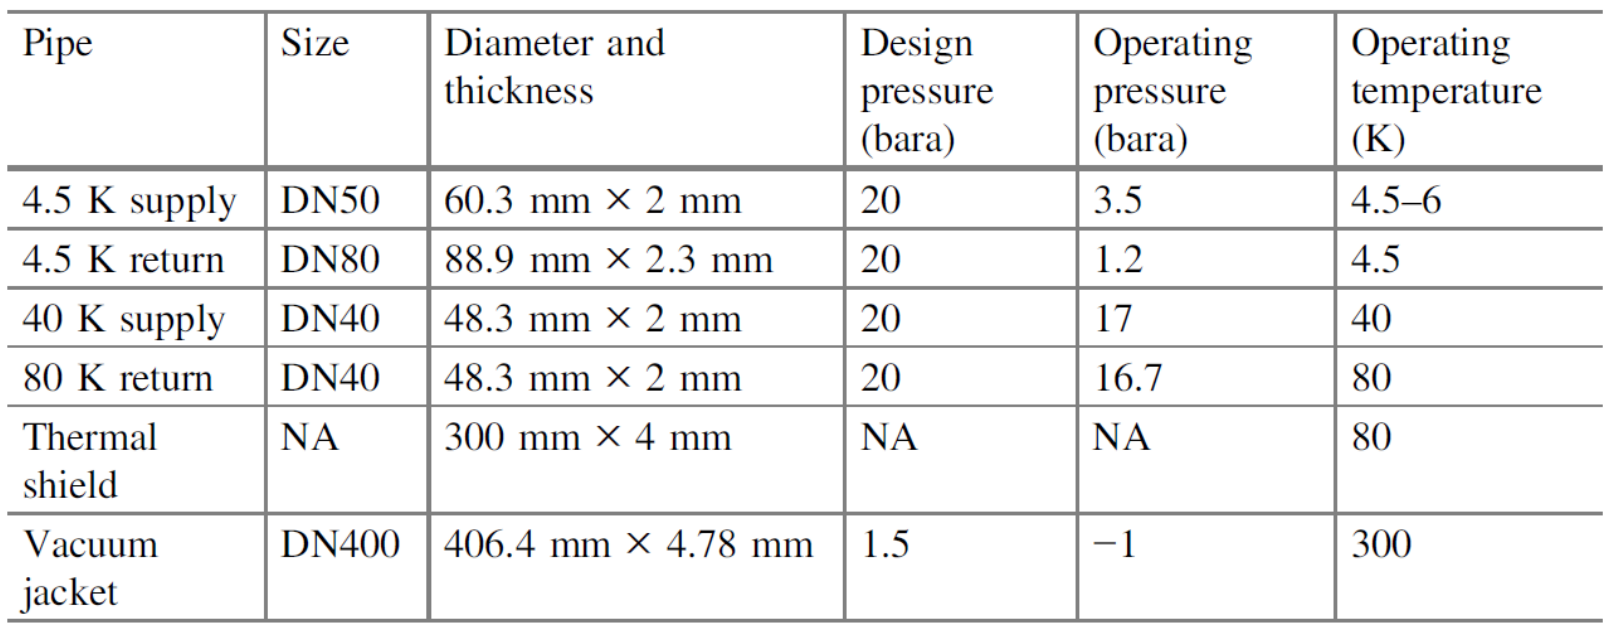 Pipe Size Diameter and thickness Design pressure (bara) Operating pressure (bara) Operating temperature (K)
4.5 K supply DN50 60.3 mm × 2 mm 20 3.5 4.5–6
4.5 K return DN80 88.9 mm × 2.3 mm 20 1.2 4.5
40 K supply DN40 48.3 mm × 2 mm 20 17 40
80 K return DN40 48.3 mm × 2 mm 20 16.7 80
Thermal shield NA 300 mm × 4 mm NA NA 80
Vacuum jacket DN400 406.4 mm × 4.78 mm 1.5 −1 300